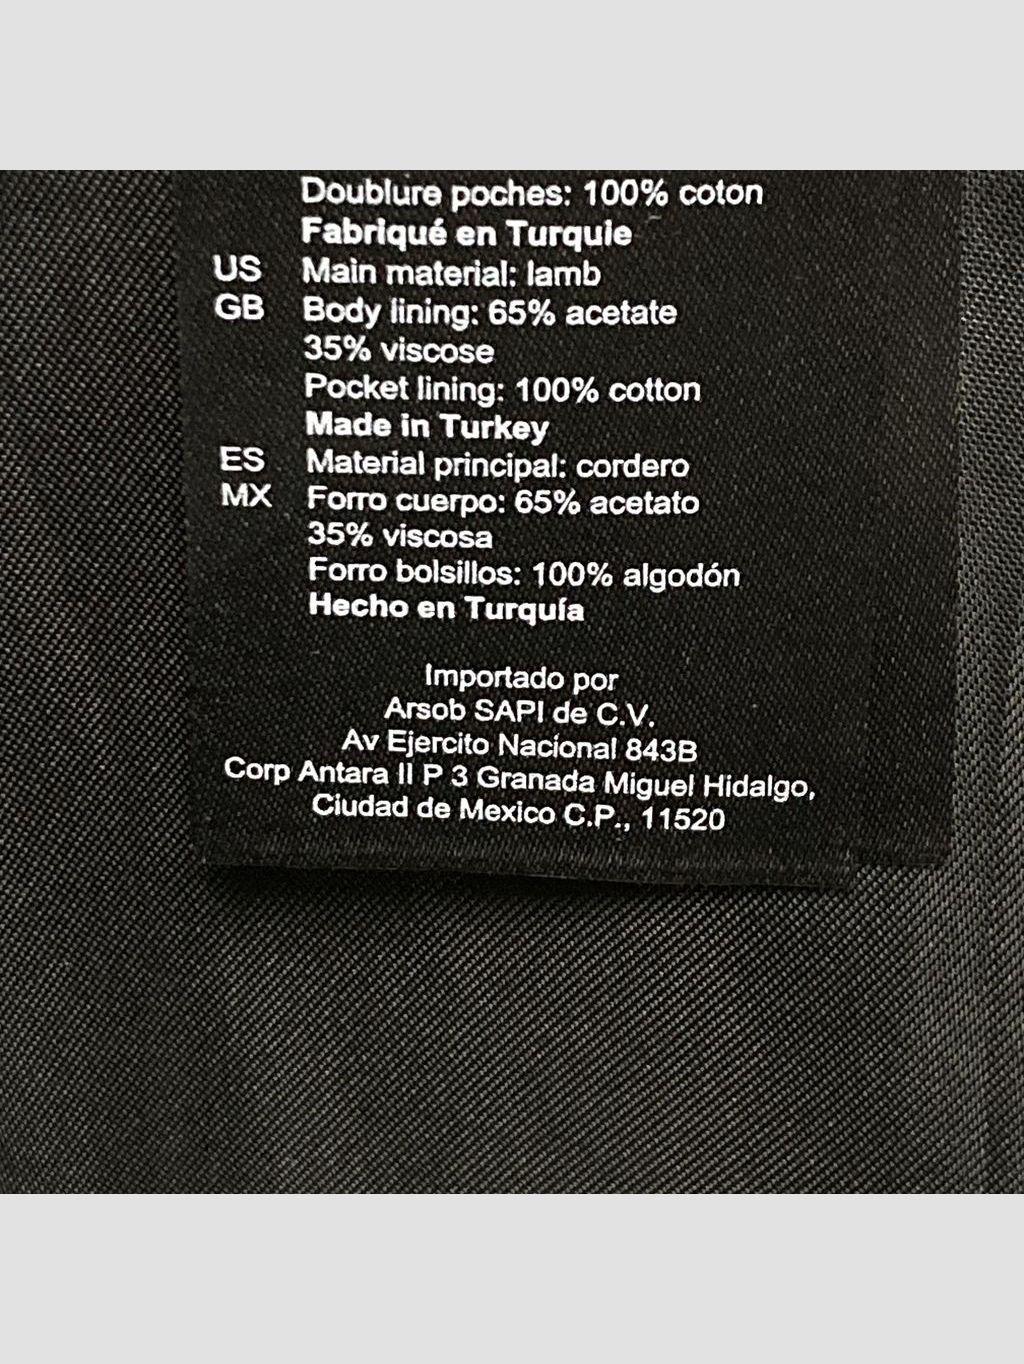 Doublure poches: 100% coton
Fabriqué en Turquie
US Main material: lamb
GB Body lining: 65% acetate
35% viscose
Pocket lining: 100% cotton
Made in Turkey
ES Material principal: cordero
MX Forro cuerpo: 65% acetato
35% viscosa
Forro bolsillos: 100% algodón
Hecho en Turquía
Importado por
Arsob SAPI de C.V.
Av Ejercito Nacional 843B
Corp Antara II P 3 Granada Miguel Hidalgo,
Ciudad de Mexico C.P., 11520